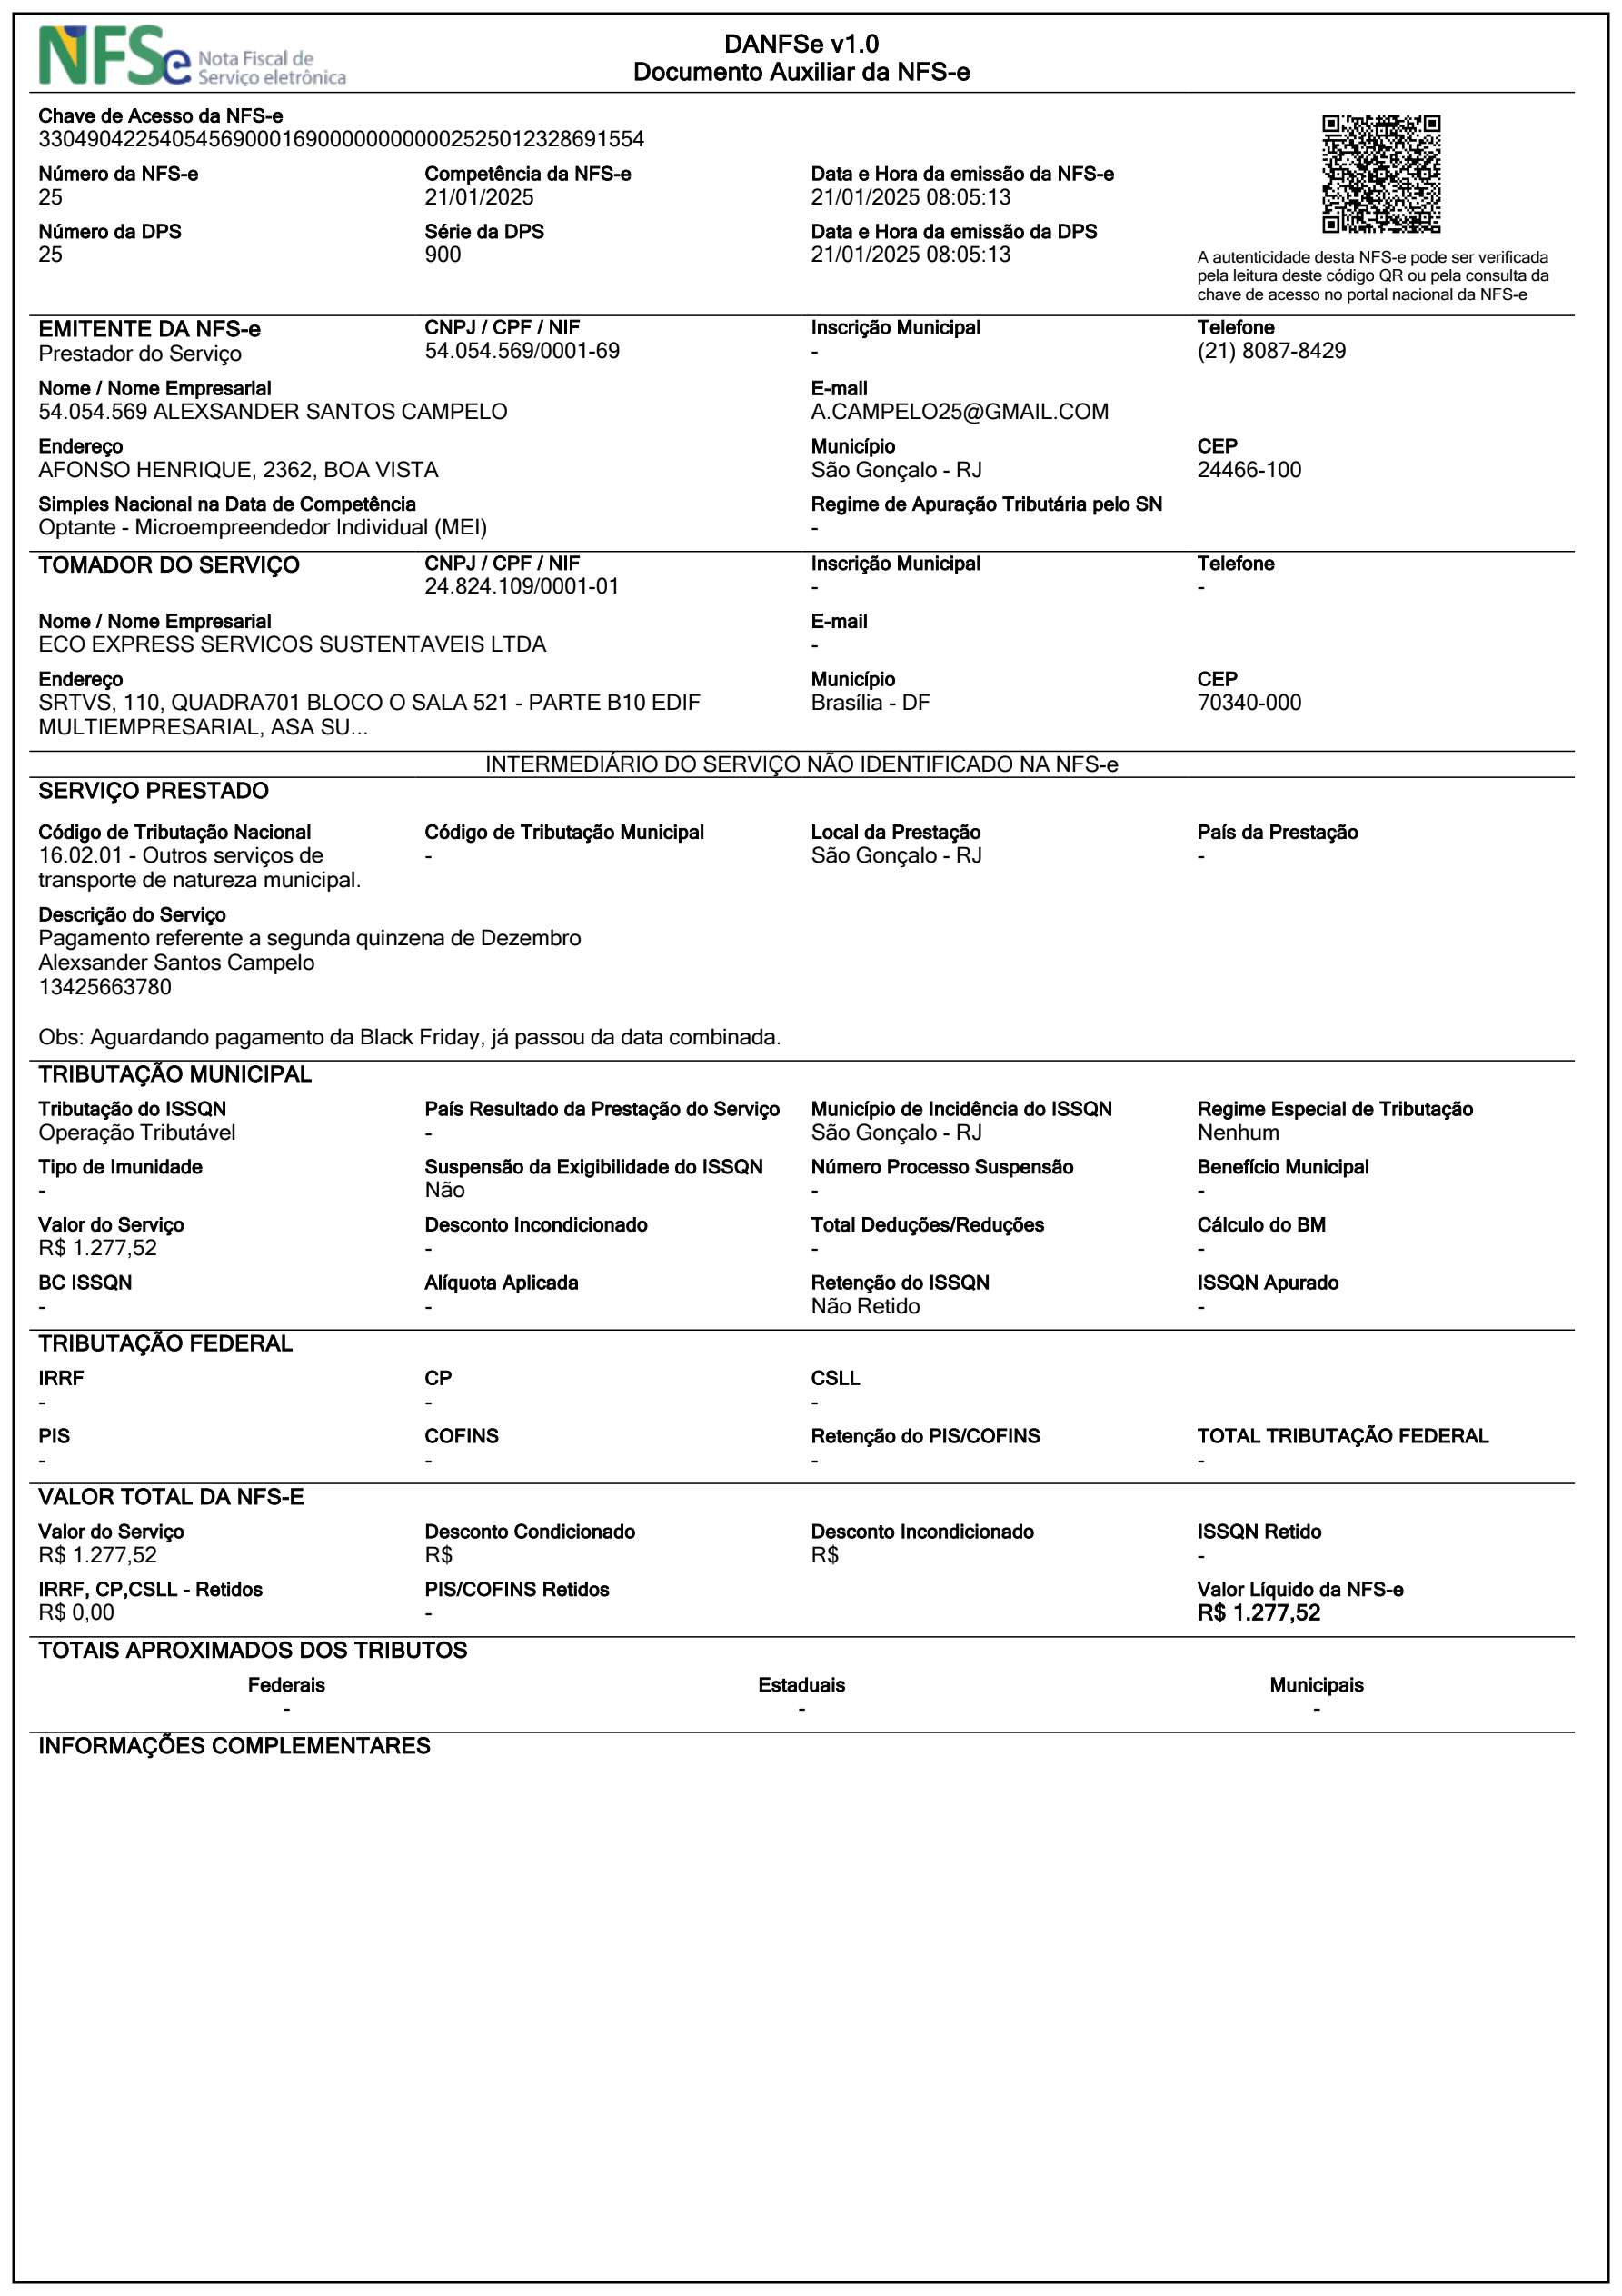 NFSe Nota Fiscal de
Serviço eletrônica
DANFSe v1.0
Documento Auxiliar da NFS-e
Chave de Acesso da NFS-e
33049042254054569000169000000000002525012328691554
Número da NFS-e Competência da NFS-e Data e Hora da emissão da NFS-e
25 21/01/2025 21/01/2025 08:05:13
Número da DPS Série da DPS Data e Hora da emissão da DPS
25 900 21/01/2025 08:05:13
A autenticidade desta NFS-e pode ser verificada
pela leitura deste código QR ou pela consulta da
chave de acesso no portal nacional da NFS-e
EMITENTE DA NFS-e CNPJ / CPF / NIF Inscrição Municipal Telefone
Prestador do Serviço 54.054.569/0001-69 - (21) 8087-8429
Nome / Nome Empresarial E-mail
54.054.569 ALEXSANDER SANTOS CAMPELO A.CAMPELO25@GMAIL.COM
Endereço Município CEP
AFONSO HENRIQUE, 2362, BOA VISTA São Gonçalo - RJ 24466-100
Simples Nacional na Data de Competência Regime de Apuração Tributária pelo SN
Optante - Microempreendedor Individual (MEI) -
TOMADOR DO SERVIÇO CNPJ / CPF / NIF Inscrição Municipal Telefone
24.824.109/0001-01 - -
Nome / Nome Empresarial E-mail
ECO EXPRESS SERVICOS SUSTENTAVEIS LTDA -
Endereço Município CEP
SRTVS, 110, QUADRA701 BLOCO O SALA 521 - PARTE B10 EDIF Brasília - DF 70340-000
MULTIEMPRESARIAL, ASA SU...
INTERMEDIÁRIO DO SERVIÇO NÃO IDENTIFICADO NA NFS-e
SERVIÇO PRESTADO
Código de Tributação Nacional Código de Tributação Municipal Local da Prestação País da Prestação
16.02.01 - Outros serviços de - São Gonçalo - RJ -
transporte de natureza municipal.
Descrição do Serviço
Pagamento referente a segunda quinzena de Dezembro
Alexsander Santos Campelo
13425663780
Obs: Aguardando pagamento da Black Friday, já passou da data combinada.
TRIBUTAÇÃO MUNICIPAL
Tributação do ISSQN País Resultado da Prestação do Serviço Município de Incidência do ISSQN Regime Especial de Tributação
Operação Tributável - São Gonçalo - RJ Nenhum
Tipo de Imunidade Suspensão da Exigibilidade do ISSQN Número Processo Suspensão Benefício Municipal
- Não - -
Valor do Serviço Desconto Incondicionado Total Deduções/Reduções Cálculo do BM
R$ 1.277,52 - - -
BC ISSQN Alíquota Aplicada Retenção do ISSQN ISSQN Apurado
- - Não Retido -
TRIBUTAÇÃO FEDERAL
IRRF CP CSLL
- - -
PIS COFINS Retenção do PIS/COFINS TOTAL TRIBUTAÇÃO FEDERAL
- - - -
VALOR TOTAL DA NFS-E
Valor do Serviço Desconto Condicionado Desconto Incondicionado ISSQN Retido
R$ 1.277,52 R$ R$ -
IRRF, CP,CSLL - Retidos PIS/COFINS Retidos Valor Líquido da NFS-e
R$ 0,00 - R$ 1.277,52
TOTAIS APROXIMADOS DOS TRIBUTOS
Federais Estaduais Municipais
- - -
INFORMAÇÕES COMPLEMENTARES